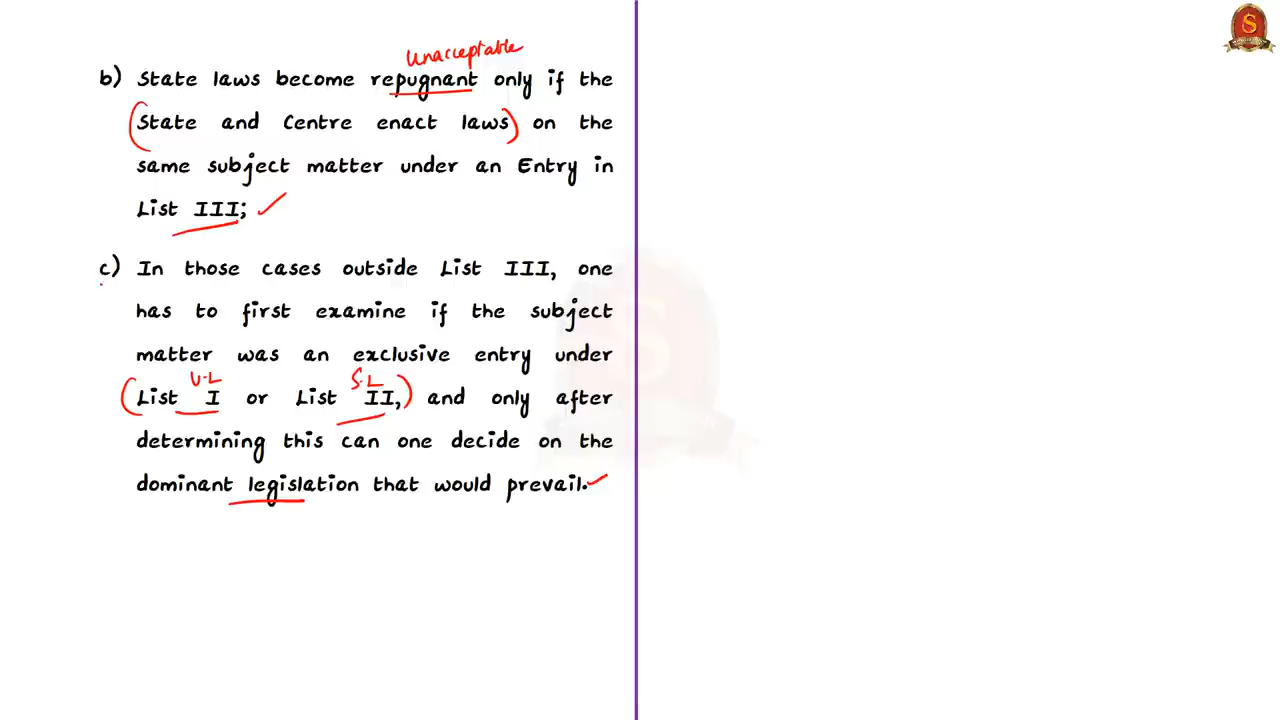 Unacceptable
b) State laws become repugnant only if the
State and Centre enact laws on the
same subject matter under an Entry in
List III;
c) In those cases outside List III, one
has to first examine if the subject
matter was an exclusive entry under
U.L S.L
(List I or List II,) and only after
determining this can one decide on the
dominant legislation that would prevail.
S